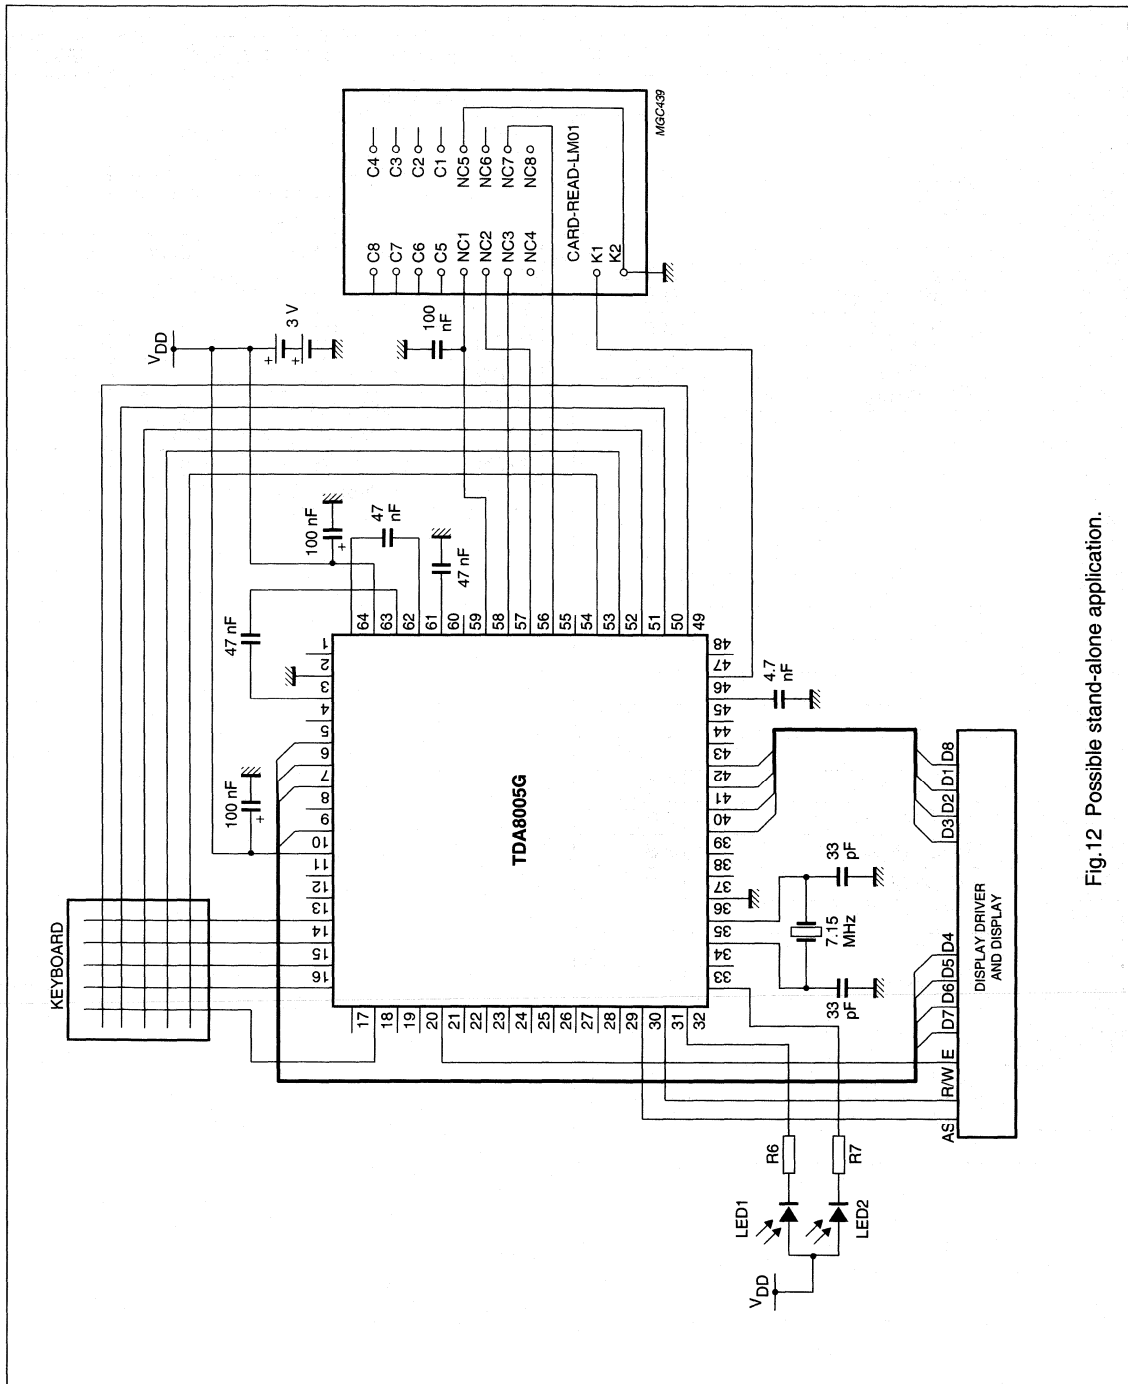 KEYBOARD
VDD
3 V
100 nF
47 nF
100 nF
47
nF
47 nF
100
nF
C8
C7
C6
C5
NC1
NC2
NC3
NC4
C4
C3
C2
C1
NC5
NC6
NC7
NC8
CARD-READ-LM01
K1
K2
MGC439
16
15
14
13
12
11
10
9
8
7
6
5
4
3
2
1
17
18
19
20
21
22
23
24
25
26
27
28
29
30
31
32
TDA8005G
64
63
62
61
60
59
58
57
56
55
54
53
52
51
50
49
33
34
35
36
37
38
39
40
41
42
43
44
45
46
47
48
VDD
LED1
LED2
R6
R7
33
pF
7.15
MHz
33
pF
4.7
nF
AS
R/W
E
D7
D6
D5
D4
D3
D2
D1
D8
DISPLAY DRIVER
AND DISPLAY
Fig.12 Possible stand-alone application.